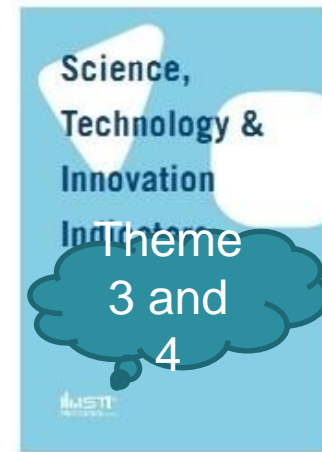 Science,
Technology &
Innovation
Theme
3 and
4